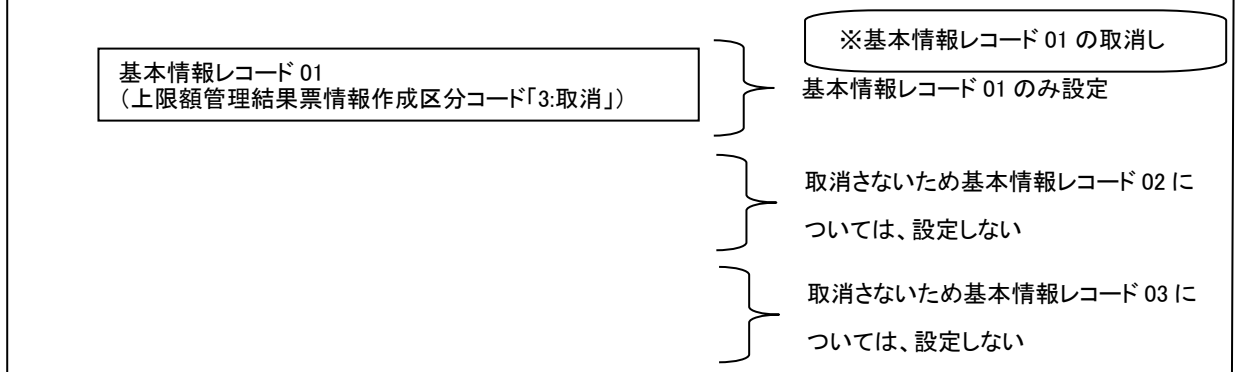 ※基本情報レコード 01 の取消し
基本情報レコード 01
（上限額管理結果票情報作成区分コード「3:取消」）
基本情報レコード 01 のみ設定
取消さないため基本情報レコード 02 に
ついては、設定しない
取消さないため基本情報レコード 03 に
ついては、設定しない